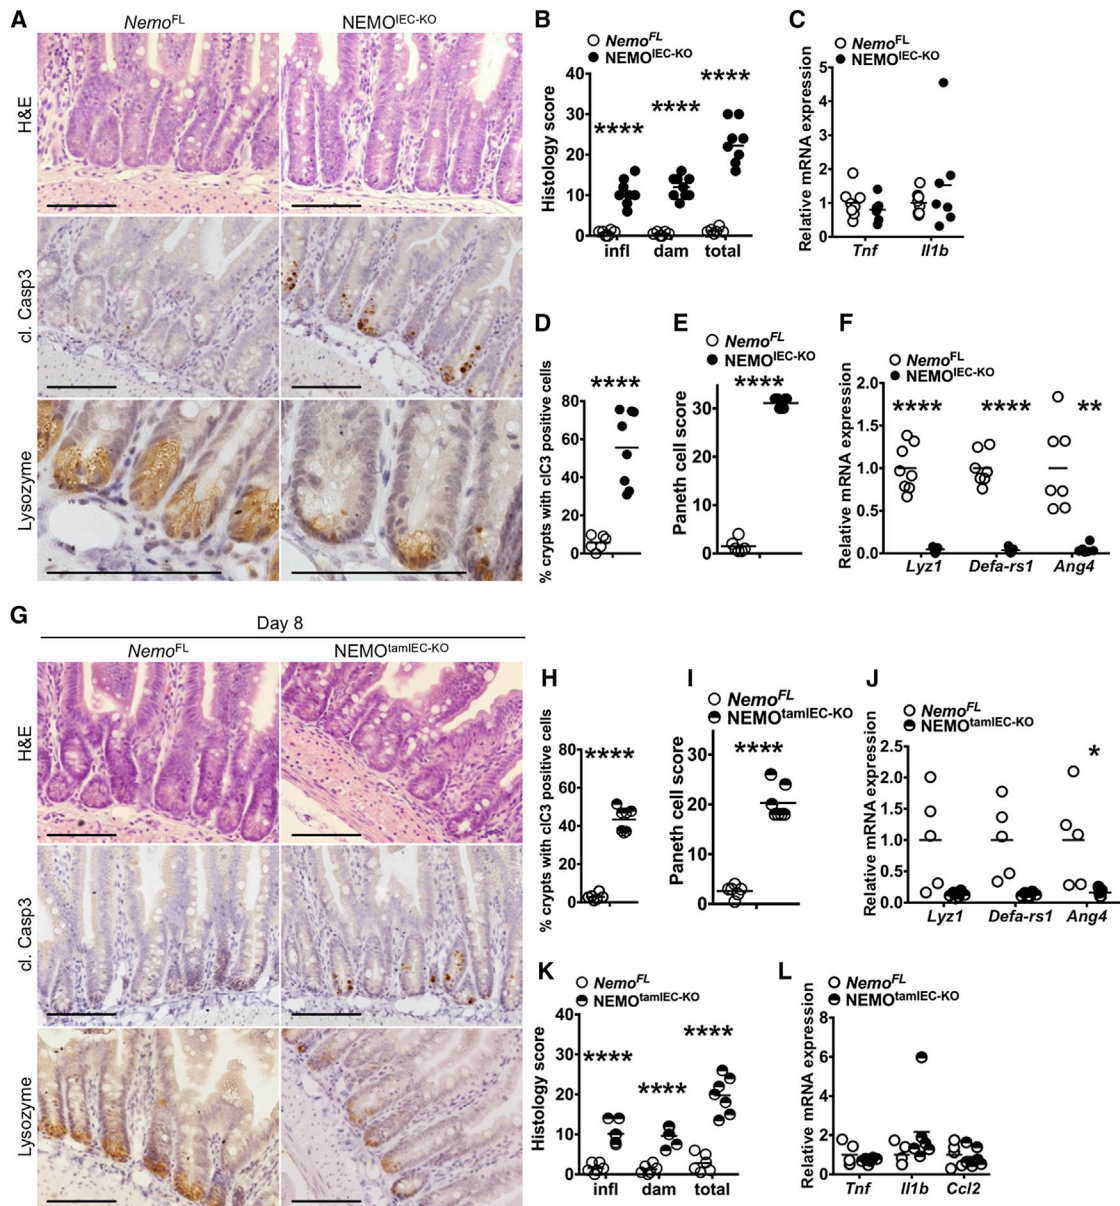 A
Nemo^FL
NEMO^IEC-KO
H&E
cl. Casp3
Lysozyme
B
Nemo^FL
NEMO^IEC-KO
Histology score
40
30
20
10
0
****
****
****
infl dam total
C
Nemo^FL
NEMO^IEC-KO
Relative mRNA expression
5
4
3
2
1
0
Tnf Il1b
D
% crypts with clC3 positive cells
80
60
40
20
0
****
E
Nemo^FL
NEMO^IEC-KO
Paneth cell score
30
20
10
0
****
F
Nemo^FL
NEMO^IEC-KO
Relative mRNA expression
2.0
1.5
1.0
0.5
0.0
****
****
**
Lyz1 Defa-rs1 Ang4
G
Day 8
Nemo^FL
NEMO^tamIEC-KO
H&E
cl. Casp3
Lysozyme
H
% crypts with clC3 positive cells
80
60
40
20
0
****
I
Nemo^FL
NEMO^tamIEC-KO
Paneth cell score
30
20
10
0
****
J
Nemo^FL
NEMO^tamIEC-KO
Relative mRNA expression
2.5
2.0
1.5
1.0
0.5
0.0
*
Lyz1 Defa-rs1 Ang4
K
Nemo^FL
NEMO^tamIEC-KO
Histology score
40
30
20
10
0
****
****
****
infl dam total
L
Nemo^FL
NEMO^tamIEC-KO
Relative mRNA expression
8
6
4
2
0
Tnf Il1b Ccl2